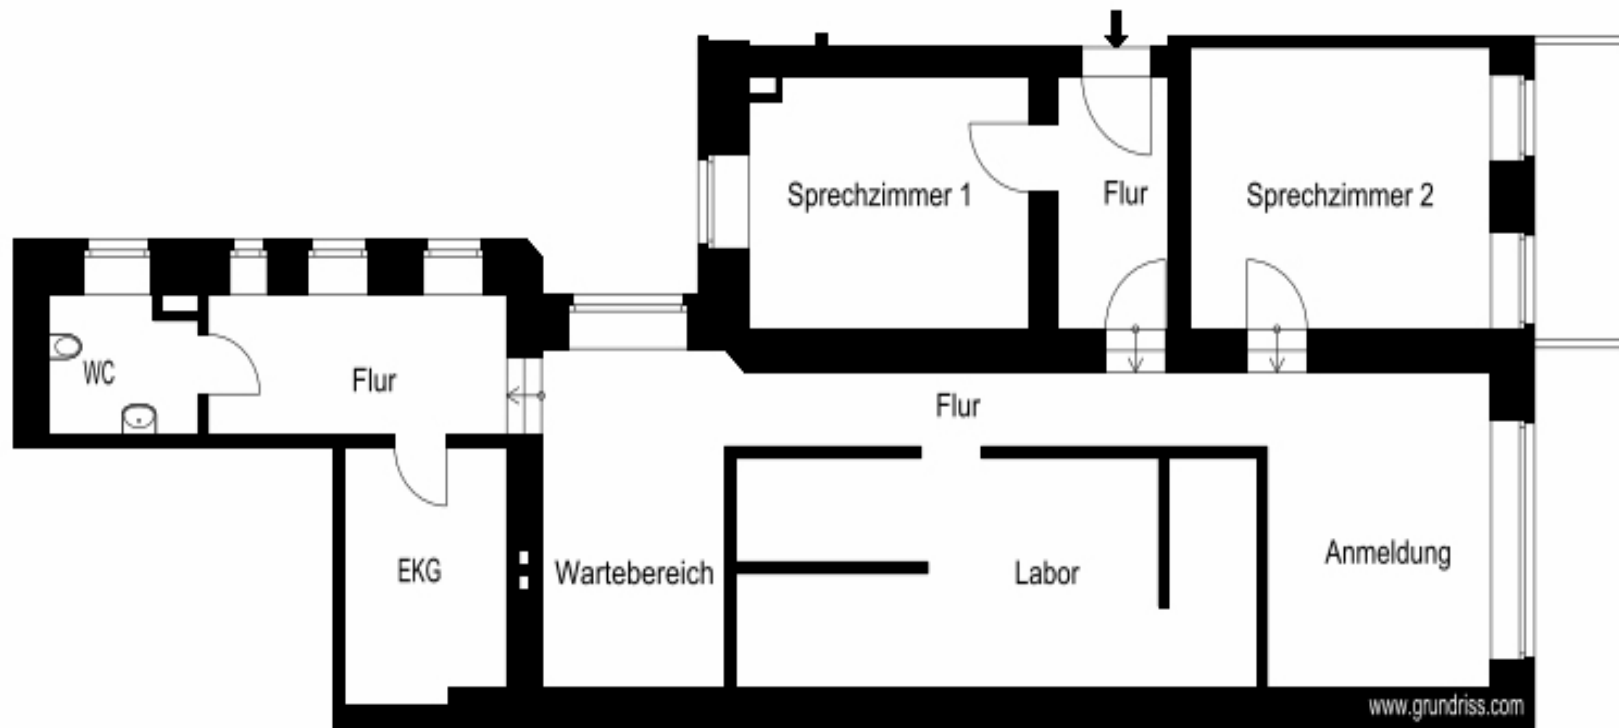 Sprechzimmer 1
Flur
Sprechzimmer 2
WC
Flur
Flur
EKG
Wartebereich
Labor
Anmeldung
www.grundriss.com